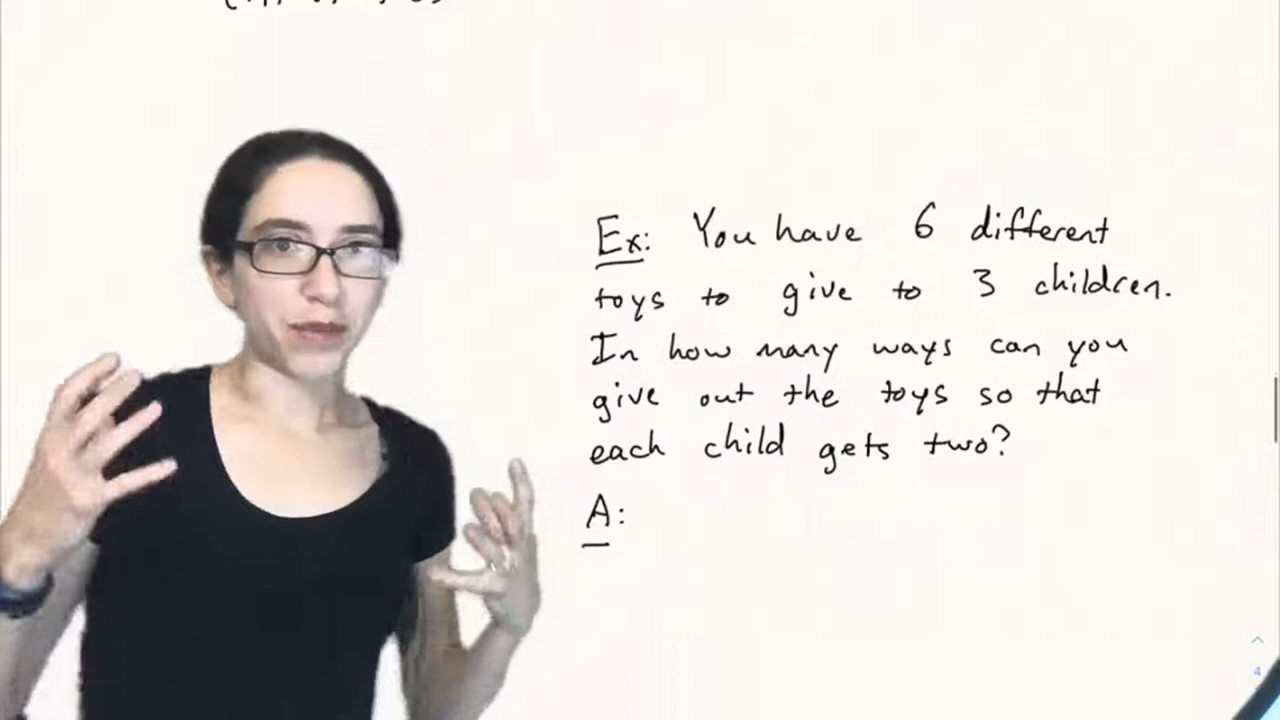 Ex: You have 6 different
toys to give to 3 children.
In how many ways can you
give out the toys so that
each child gets two?
A:
4